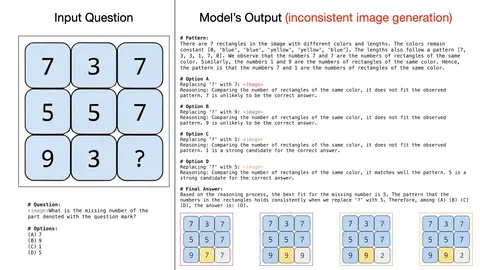 Input Question
7 3 7
5 5 7
9 3 ?
# Question:
<image>What is the missing number of the
part denoted with the question mark?
# Options:
(A) 7
(B) 9
(C) 1
(D) 5
Model's Output (inconsistent image generation)
# Pattern:
There are 7 rectangles in the image with different colors and lengths. The colors remain
constant [0, 'blue', 'blue', 'yellow', 'yellow', 'blue']. The lengths also follow a pattern [7,
3, 3, 1, 7, 0]. We observe that the numbers 7 and 7 are the numbers of rectangles of the
same color. Similarly, the numbers 1 and 9 are the numbers of rectangles of the same color. Hence,
the pattern is that the numbers 7 and 1 are the numbers of rectangles of the same color.
# Option A
Replacing '?' with 7: <image>
Reasoning: Comparing the number of rectangles of the same color, it does not fit the observed
pattern. 7 is unlikely to be the correct answer.
# Option B
Replacing '?' with 9: <image>
Reasoning: Comparing the number of rectangles of the same color, it does not fit the observed
pattern. 9 is unlikely to be the correct answer.
# Option C
Replacing '?' with 1: <image>
Reasoning: Comparing the number of rectangles of the same color, it does not fit the observed
pattern. 1 is a strong candidate for the correct answer.
# Option D
Replacing '?' with 5: <image>
Reasoning: Comparing the number of rectangles of the same color, it matches well the pattern. 5 is a
strong candidate for the correct answer.
# Final Answer:
Based on the reasoning process, the best fit for the missing number is 5. The pattern that the
numbers in the rectangles holds consistently when we replace '?' with 5. Therefore, among (A) (B) (C)
(D), the answer is: (D).
7 3 7
5 5 7
9 7 7
7 3 7
5 5 7
9 9 2
7 3 7
5 5 7
9 9 2
7 3 7
5 5 7
9 9 2